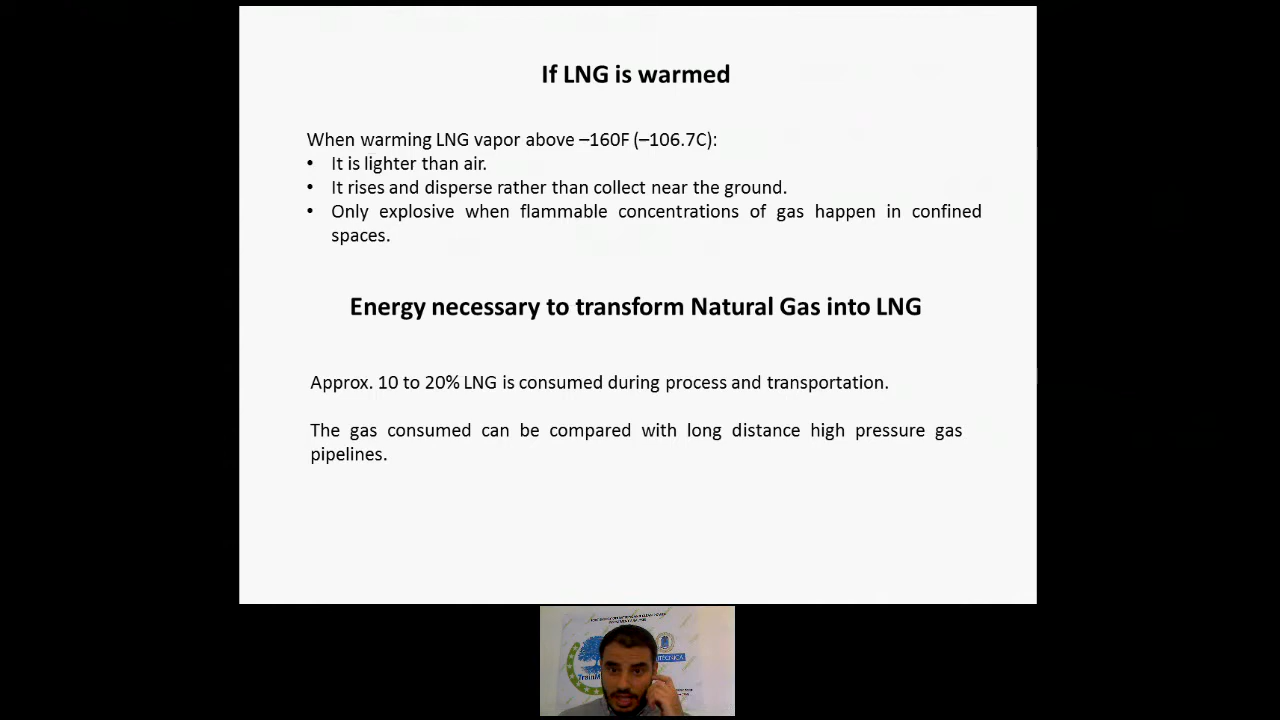 If LNG is warmed
When warming LNG vapor above –160F (–106.7C):
• It is lighter than air.
• It rises and disperse rather than collect near the ground.
• Only explosive when flammable concentrations of gas happen in confined
spaces.
Energy necessary to transform Natural Gas into LNG
Approx. 10 to 20% LNG is consumed during process and transportation.
The gas consumed can be compared with long distance high pressure gas
pipelines.